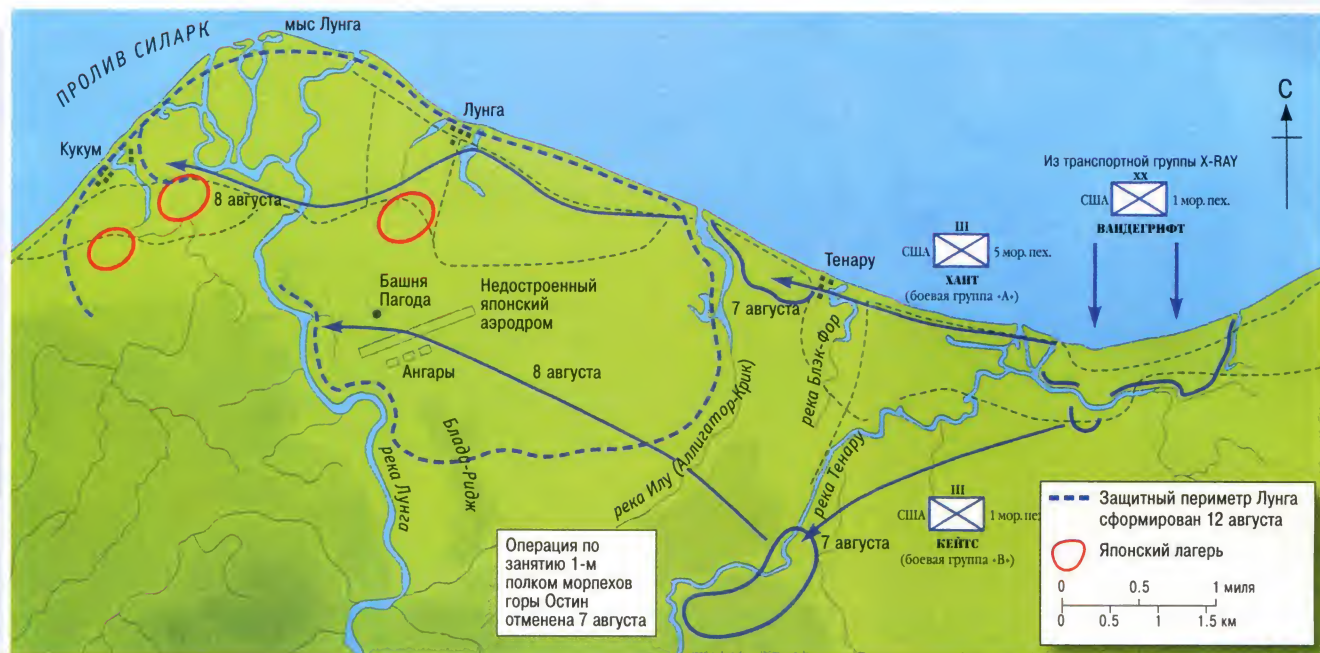 ПРОЛИВ СИЛАРК
мыс Лунга
Кукум
Лунга
8 августа
С
Из транспортной группы X-RAY
XX
США 1 мор. пех.
ВАНДЕГРИФТ
III
США 5 мор. пех.
ХАНТ
(боевая группа «А»)
Тенару
7 августа
Башня
Пагода
Недостроенный
японский
аэродром
Ангары
8 августа
река Лунга
Блади-Ридж
река Илу (Аллигатор-Крик)
река Блэк-Фор
река Тенару
III
США 1 мор. пех
КЕЙТС
(боевая группа «В»)
7 августа
Операция по
занятию 1-м
полком морпехов
горы Остин
отменена 7 августа
Защитный периметр Лунга
сформирован 12 августа
Японский лагерь
0 0.5 1 миля
0 0.5 1 1.5 км